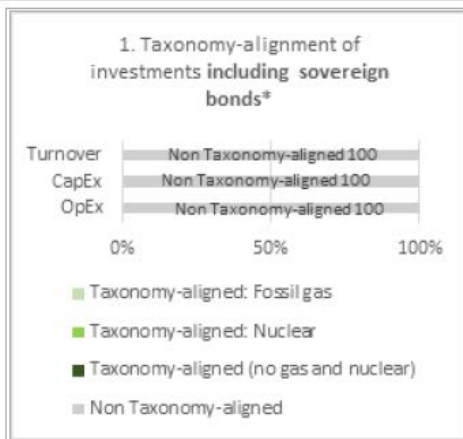 1. Taxonomy-alignment of
investments including sovereign
bonds*
Turnover
Non Taxonomy-aligned 100
CapEx
Non Taxonomy-aligned 100
OpEx
Non Taxonomy-aligned 100
0% 50% 100%
Taxonomy-aligned: Fossil gas
Taxonomy-aligned: Nuclear
Taxonomy-aligned (no gas and nuclear)
Non Taxonomy-aligned